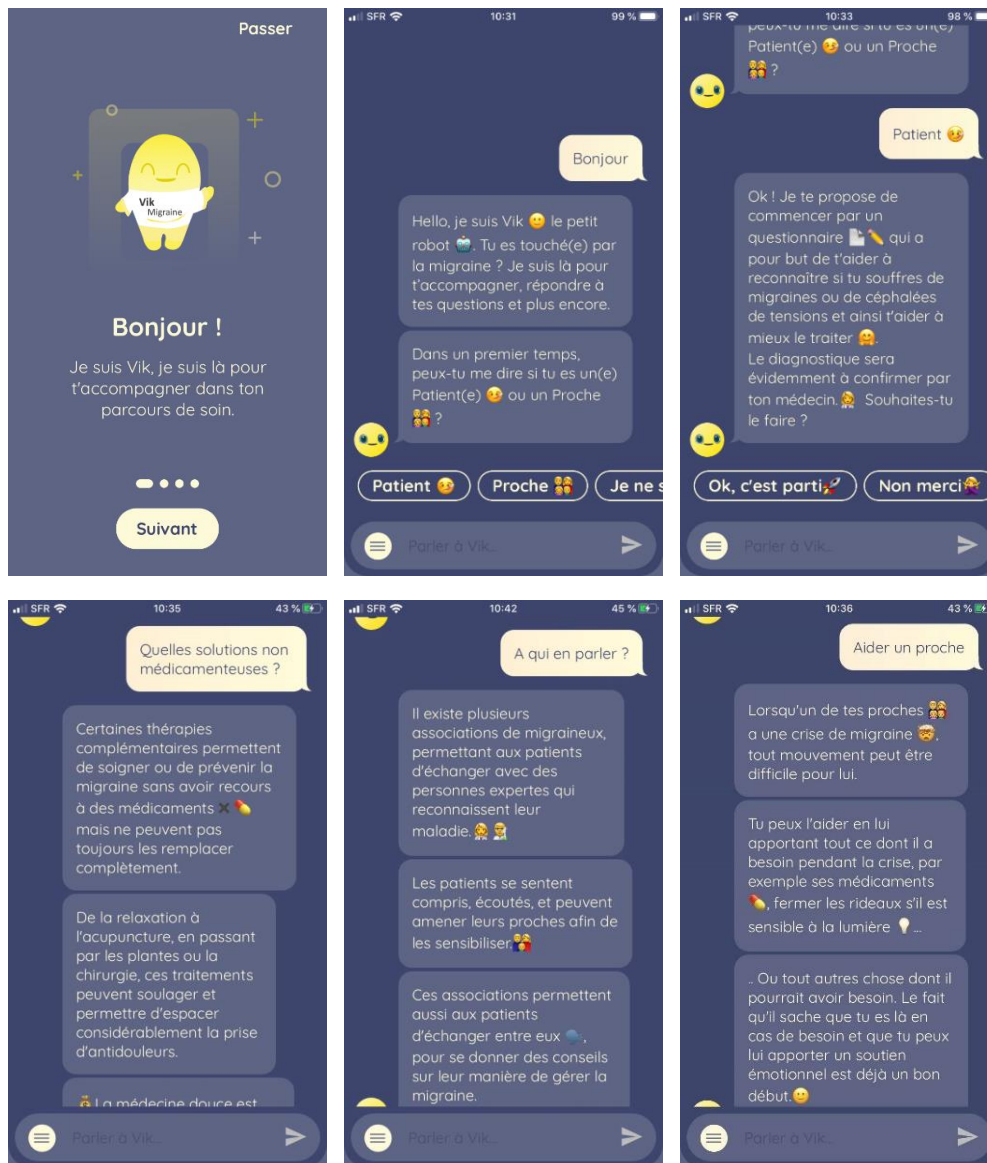 Passer
Vik
Migraine
Bonjour !
Je suis Vik, je suis là pour
t'accompagner dans ton
parcours de soin.
Suivant
SFR 10:31 99 %
Bonjour
Hello, je suis Vik 🙂 le petit
robot 🤖. Tu es touché(e) par
la migraine ? Je suis là pour
t'accompagner, répondre à
tes questions et plus encore.
Dans un premier temps,
peux-tu me dire si tu es un(e)
Patient(e) 🤒 ou un Proche
👨‍👩‍👧‍👦 ?
Patient 🤒 Proche 👨‍👩‍👧‍👦 Je ne s
Parler à Vik...
SFR 10:33 98 %
peux-tu me dire si tu es un(e)
Patient(e) 🤒 ou un Proche
👨‍👩‍👧‍👦 ?
Patient 🤒
Ok ! Je te propose de
commencer par un
questionnaire 📄✏️ qui a
pour but de t'aider à
reconnaître si tu souffres de
migraines ou de céphalées
de tensions et ainsi t'aider à
mieux le traiter 🤗.
Le diagnostique sera
évidemment à confirmer par
ton médecin.👩‍⚕️ Souhaites-tu
le faire ?
Ok, c'est parti🚀 Non merci🙅‍♀️
Parler à Vik...
SFR 10:35 43 %
Quelles solutions non
médicamenteuses ?
Certaines thérapies
complémentaires permettent
de soigner ou de prévenir la
migraine sans avoir recours
à des médicaments ✖️💊
mais ne peuvent pas
toujours les remplacer
complètement.
De la relaxation à
l'acupuncture, en passant
par les plantes ou la
chirurgie, ces traitements
peuvent soulager et
permettre d'espacer
considérablement la prise
d'antidouleurs.
💰 La médecine douce est
Parler à Vik...
SFR 10:42 45 %
A qui en parler ?
Il existe plusieurs
associations de migraineux,
permettant aux patients
d'échanger avec des
personnes expertes qui
reconnaissent leur
maladie.👩‍⚕️👨‍⚕️
Les patients se sentent
compris, écoutés, et peuvent
amener leurs proches afin de
les sensibiliser👨‍👩‍👧
Ces associations permettent
aussi aux patients
d'échanger entre eux 🗣️,
pour se donner des conseils
sur leur manière de gérer la
migraine.
Parler à Vik...
SFR 10:36 43 %
Aider un proche
Lorsqu'un de tes proches 👨‍👩‍👧‍👦
a une crise de migraine 🤯,
tout mouvement peut être
difficile pour lui.
Tu peux l'aider en lui
apportant tout ce dont il a
besoin pendant la crise, par
exemple ses médicaments
💊, fermer les rideaux s'il est
sensible à la lumière 💡...
.. Ou tout autres chose dont il
pourrait avoir besoin. Le fait
qu'il sache que tu es là en
cas de besoin et que tu peux
lui apporter un soutien
émotionnel est déjà un bon
début.🙂
Parler à Vik...